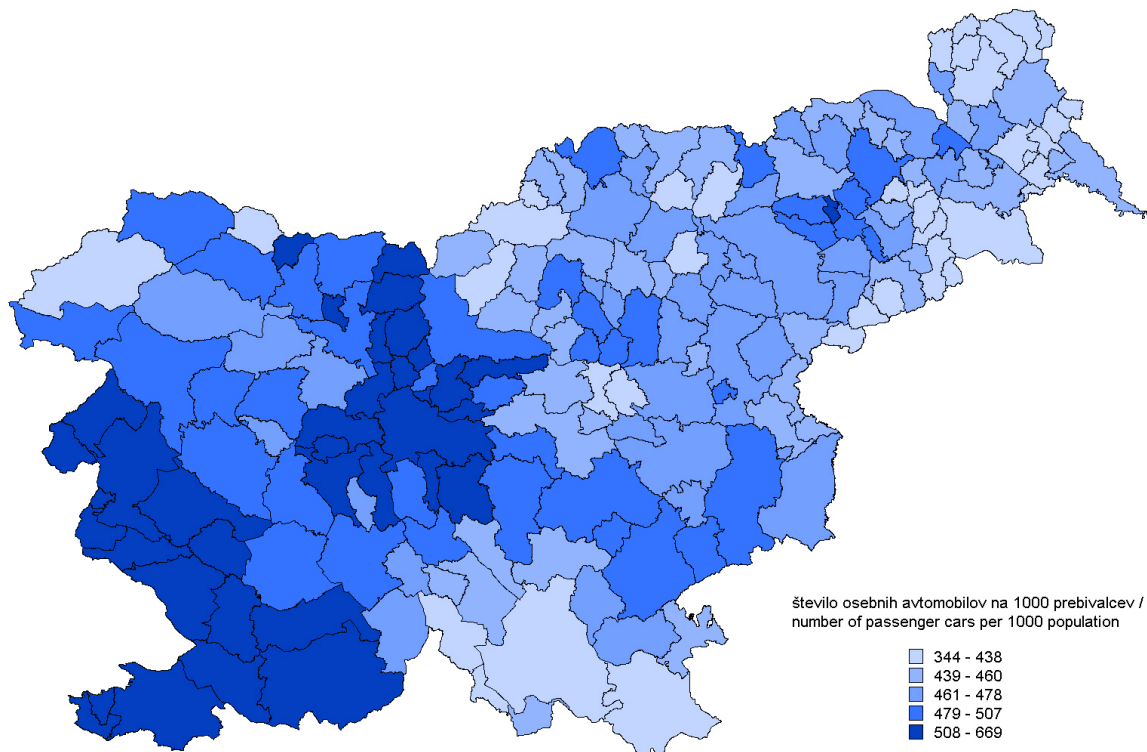 število osebnih avtomobilov na 1000 prebivalcev /
number of passenger cars per 1000 population
344 - 438
439 - 460
461 - 478
479 - 507
508 - 669